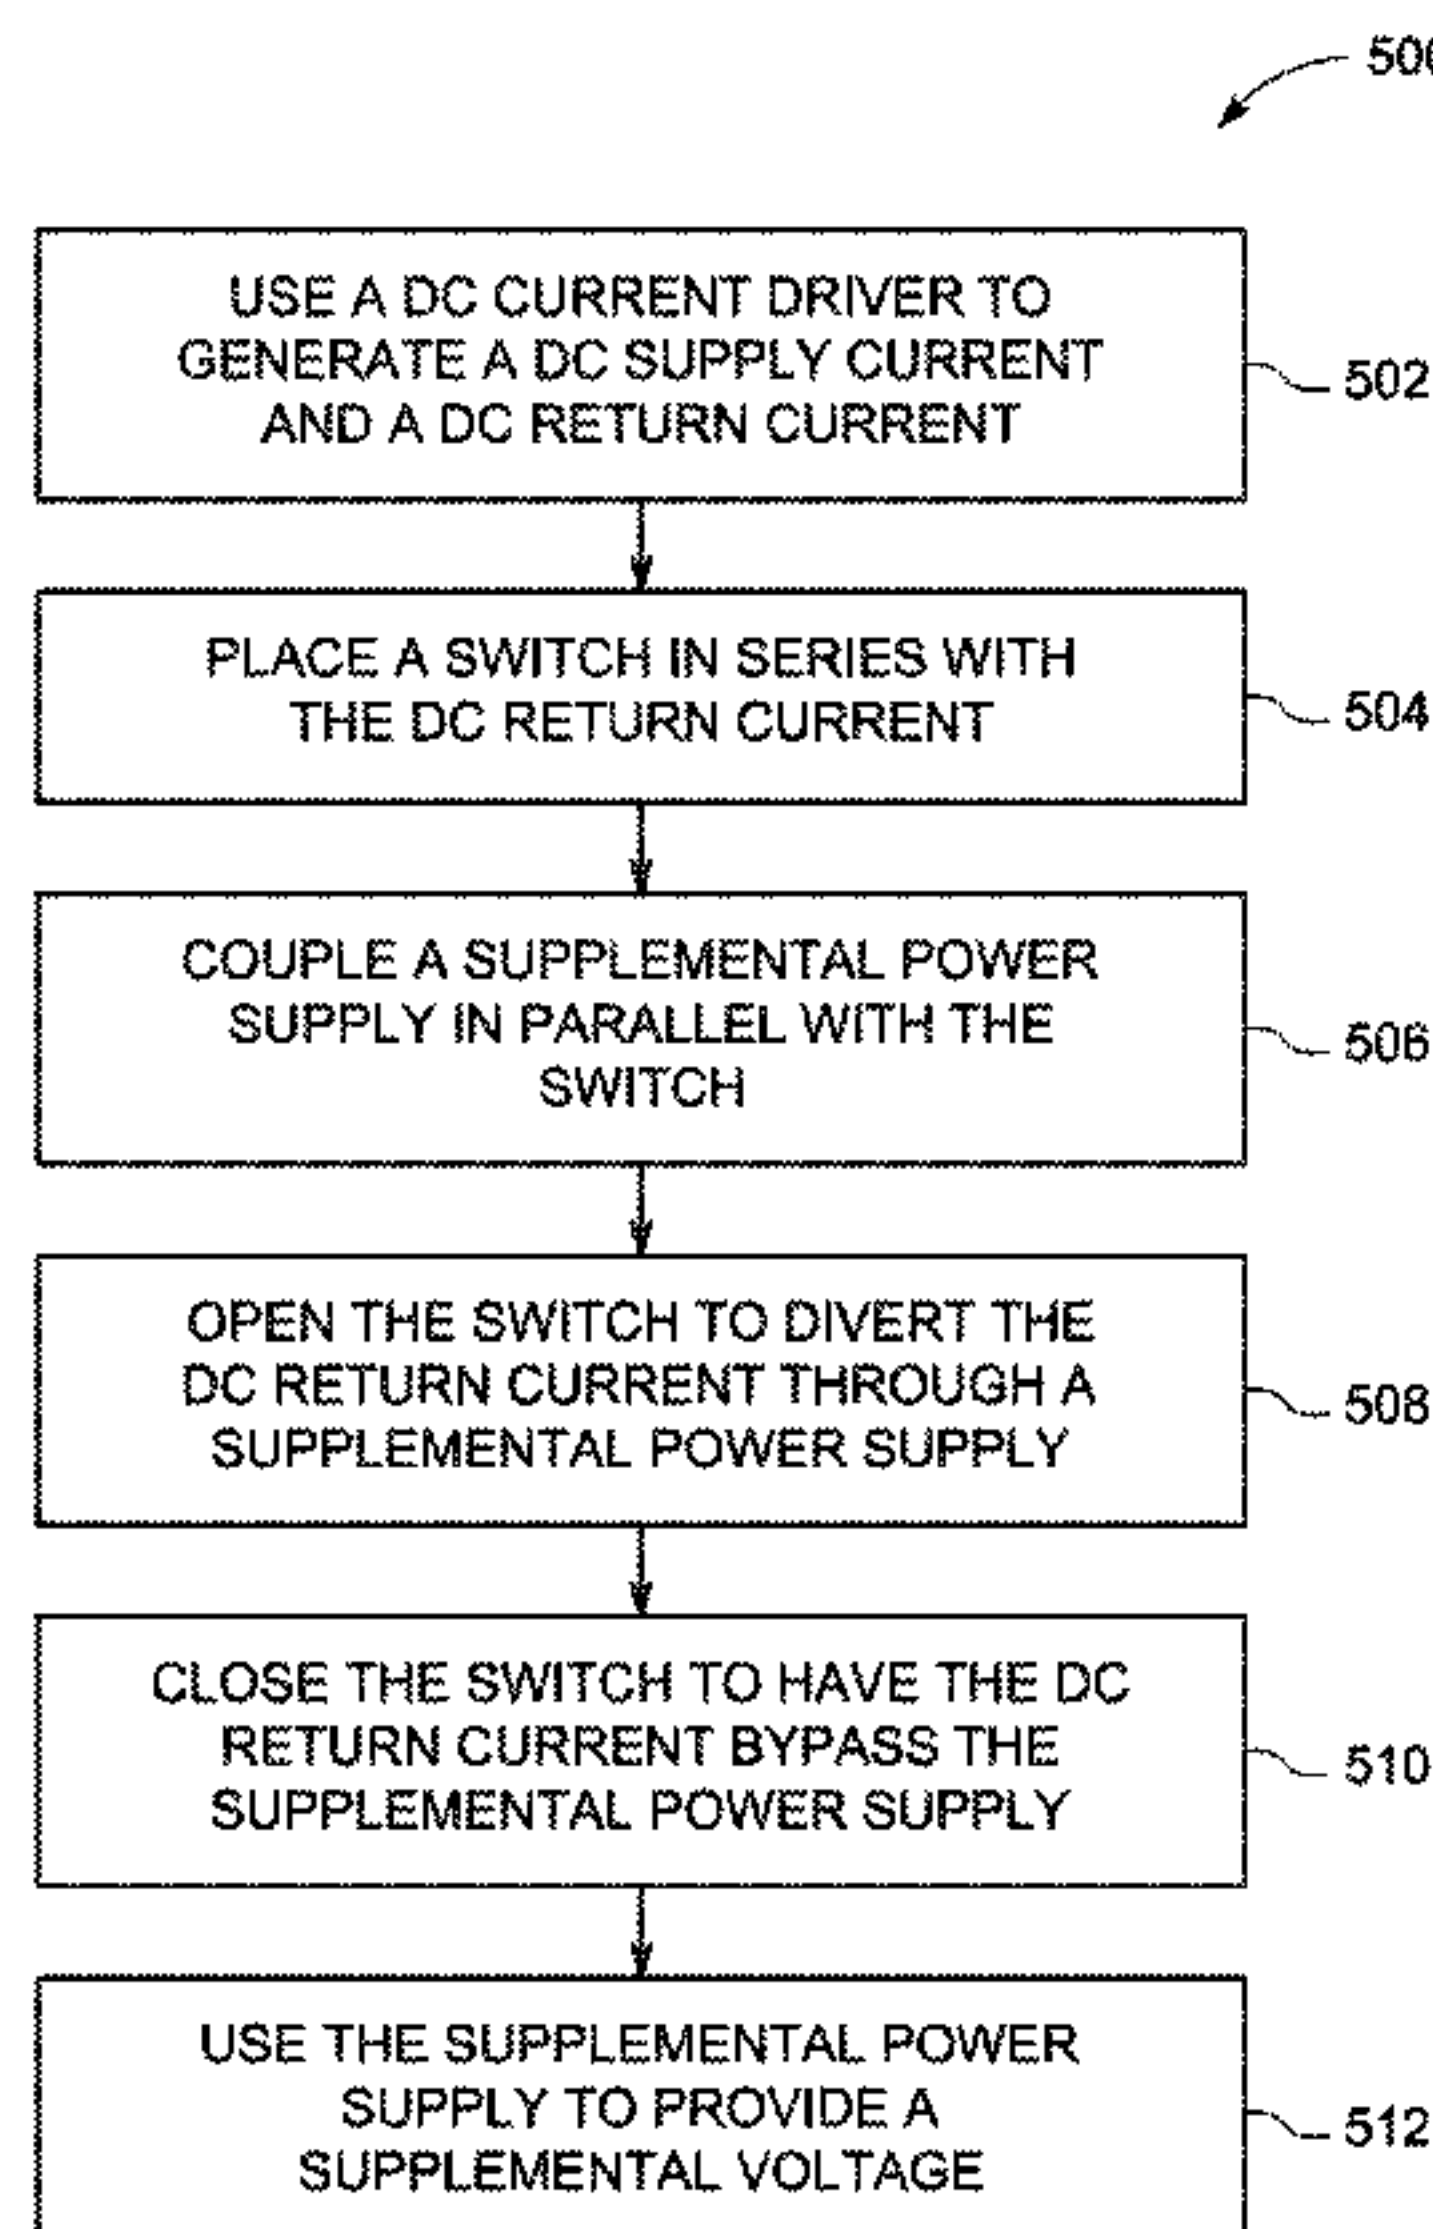 500
USE A DC CURRENT DRIVER TO
GENERATE A DC SUPPLY CURRENT
AND A DC RETURN CURRENT
502
PLACE A SWITCH IN SERIES WITH
THE DC RETURN CURRENT
504
COUPLE A SUPPLEMENTAL POWER
SUPPLY IN PARALLEL WITH THE
SWITCH
506
OPEN THE SWITCH TO DIVERT THE
DC RETURN CURRENT THROUGH A
SUPPLEMENTAL POWER SUPPLY
508
CLOSE THE SWITCH TO HAVE THE DC
RETURN CURRENT BYPASS THE
SUPPLEMENTAL POWER SUPPLY
510
USE THE SUPPLEMENTAL POWER
SUPPLY TO PROVIDE A
SUPPLEMENTAL VOLTAGE
512